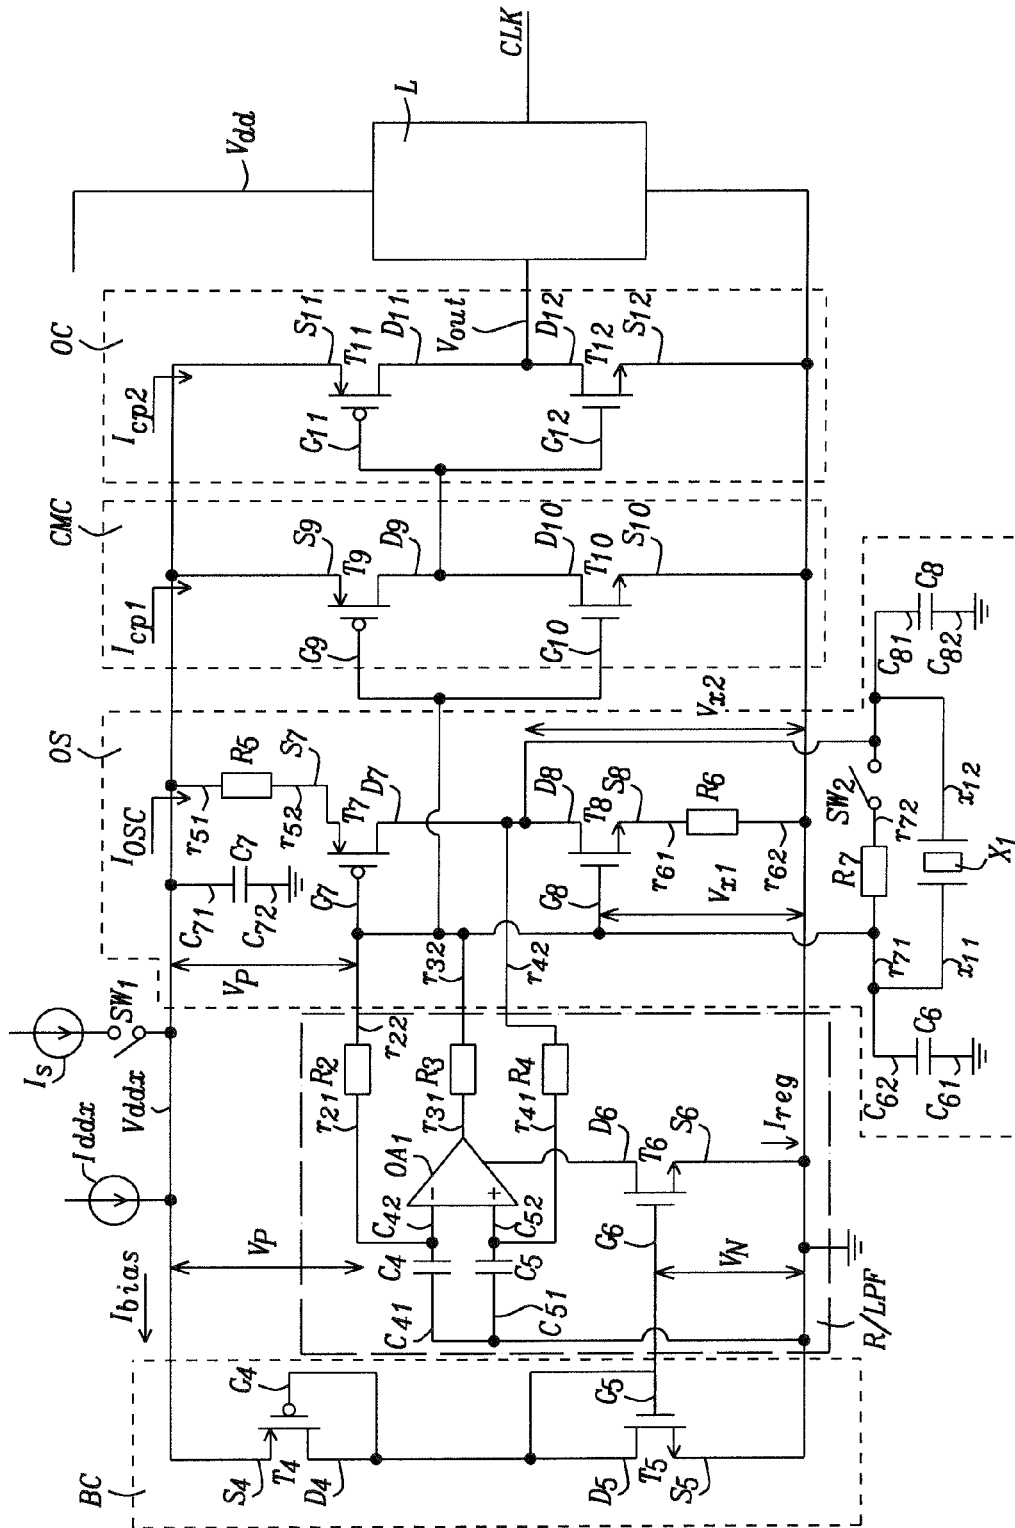 BC
S4
T4
D4
G4
D5
T5
S5
G5
Ibias
Iddx
Vddx
Is
SW1
VP
VP
C41
C4
C42
C51
C5
C52
OA1
r21
R2
r22
r31
R3
r32
r41
R4
r42
G6
VN
D6
T6
S6
Ireg
R/LPF
OS
IOSC
C71
C7
C72
r51
R5
r52
S7
T7
G7
D7
G8
D8
T8
S8
r61
R6
r62
Vx1
Vx2
C62
C6
C61
r71
R7
r72
SW2
x11
X1
x12
C81
C8
C82
CMC
Icp1
S9
T9
G9
D9
G10
D10
T10
S10
OC
Icp2
S11
T11
G11
D11
Vout
G12
D12
T12
S12
Vdd
L
CLK